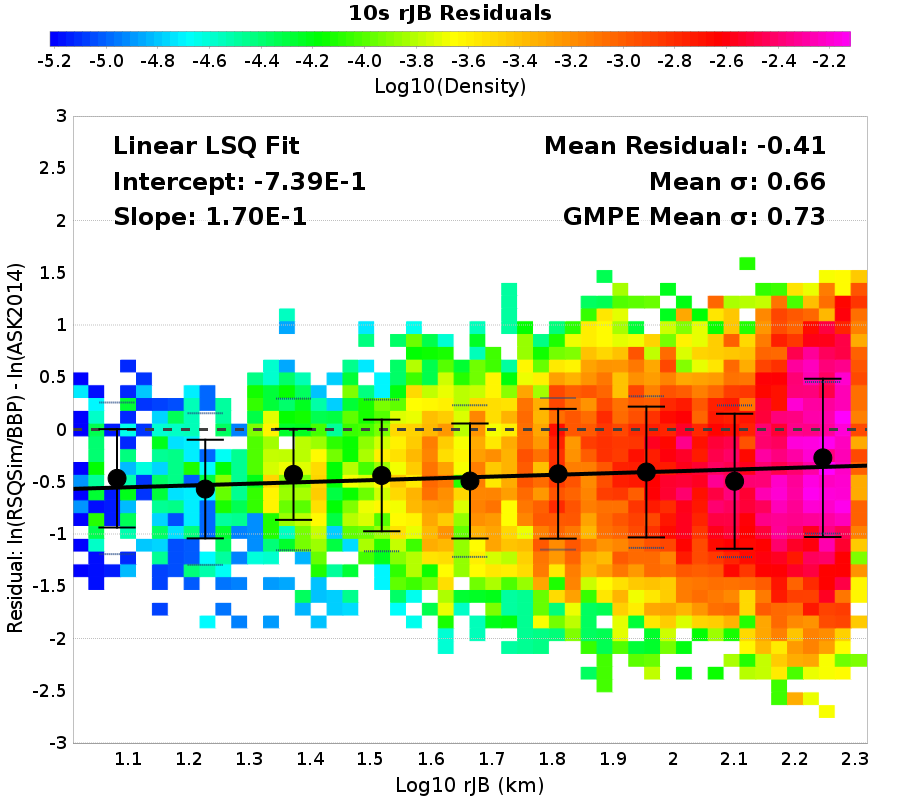 10s rJB Residuals
-5.2 -5.0 -4.8 -4.6 -4.4 -4.2 -4.0 -3.8 -3.6 -3.4 -3.2 -3.0 -2.8 -2.6 -2.4 -2.2
Log10(Density)
Linear LSQ Fit
Intercept: -7.39E-1
Slope: 1.70E-1
Mean Residual: -0.41
Mean σ: 0.66
GMPE Mean σ: 0.73
3
2.5
2
1.5
1
0.5
0
-0.5
-1
-1.5
-2
-2.5
-3
Residual: ln(RSQSim/BBP) - ln(ASK2014)
1.1 1.2 1.3 1.4 1.5 1.6 1.7 1.8 1.9 2 2.1 2.2 2.3
Log10 rJB (km)